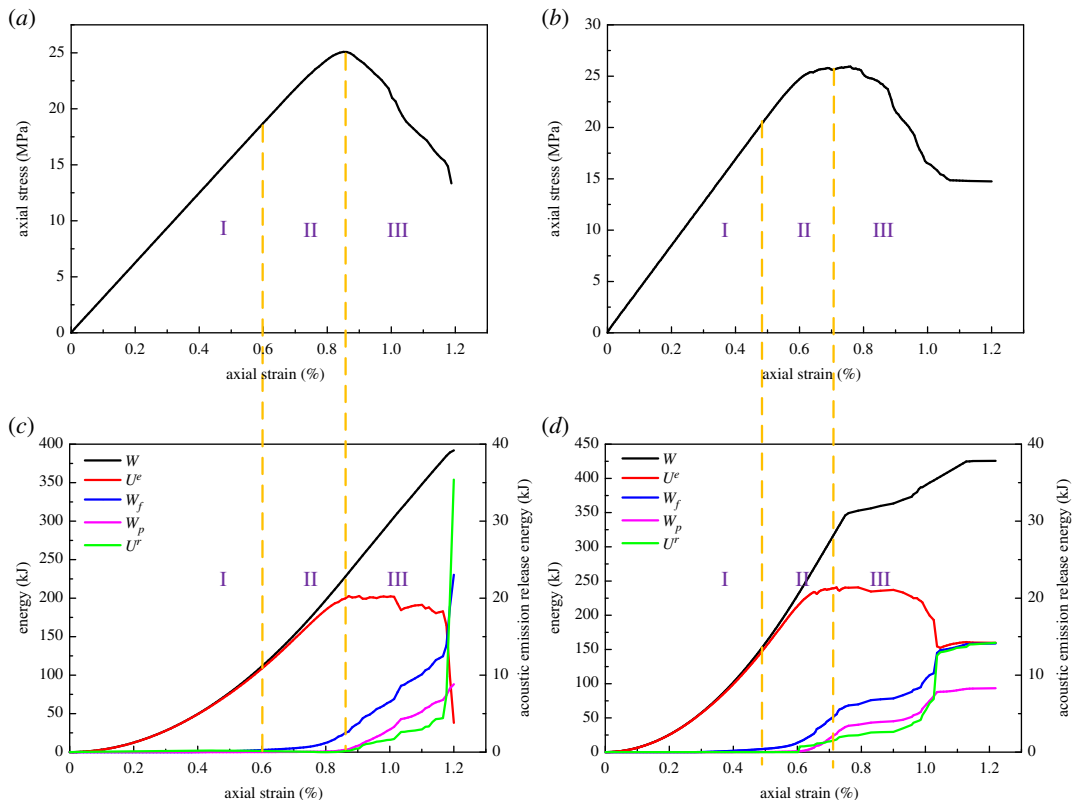 (a)
25
20
15
10
5
0
axial stress (MPa)
I
II
III
0
0.2
0.4
0.6
0.8
1.0
1.2
axial strain (%)
(b)
30
25
20
15
10
5
0
axial stress (MPa)
I
II
III
0
0.2
0.4
0.6
0.8
1.0
1.2
axial strain (%)
(c)
400
350
300
250
200
150
100
50
0
energy (kJ)
W
U^e
W_f
W_p
U^r
I
II
III
40
30
20
10
0
acoustic emission release energy (kJ)
0
0.2
0.4
0.6
0.8
1.0
1.2
axial strain (%)
(d)
450
400
350
300
250
200
150
100
50
0
energy (kJ)
W
U^e
W_f
W_p
U^r
I
II
III
40
30
20
10
0
acoustic emission release energy (kJ)
0
0.2
0.4
0.6
0.8
1.0
1.2
axial strain (%)